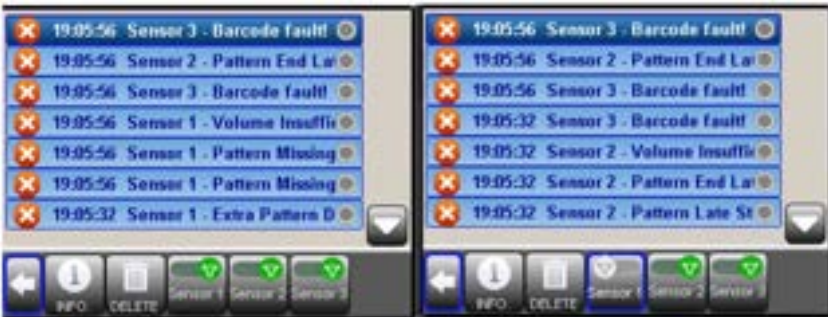 19:05:56 Sensor 3 - Barcode fault!
19:05:56 Sensor 2 - Pattern End Lat
19:05:56 Sensor 3 - Barcode fault!
19:05:56 Sensor 1 - Volume Insuffic
19:05:56 Sensor 1 - Pattern Missing
19:05:56 Sensor 1 - Pattern Missing
19:05:32 Sensor 1 - Extra Pattern D
INFO DELETE Sensor 1 Sensor 2 Sensor 3
19:05:56 Sensor 3 - Barcode fault!
19:05:56 Sensor 2 - Pattern End Lat
19:05:56 Sensor 3 - Barcode fault!
19:05:32 Sensor 3 - Barcode fault!
19:05:32 Sensor 2 - Volume Insuffic
19:05:32 Sensor 2 - Pattern End Lat
19:05:32 Sensor 2 - Pattern Late St
INFO DELETE Sensor 1 Sensor 2 Sensor 3